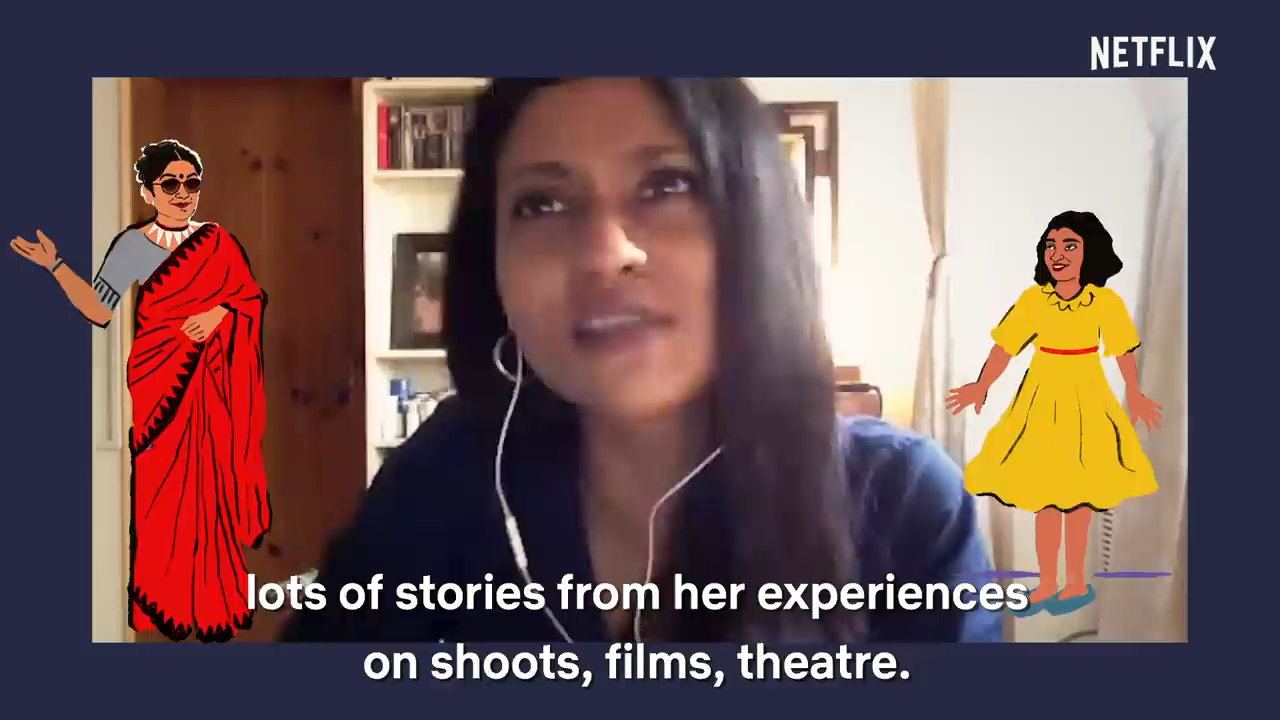 NETFLIX
lots of stories from her experiences
on shoots, films, theatre.